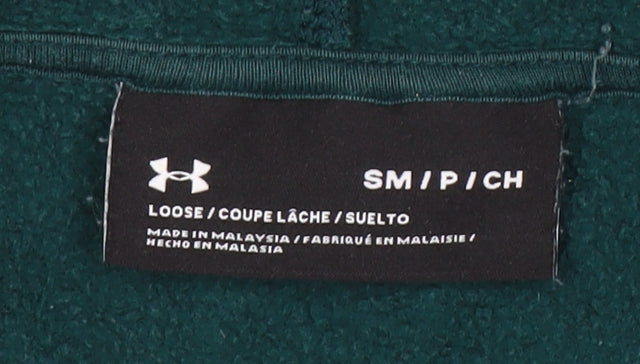 SM / P / CH
LOOSE / COUPE LÂCHE / SUELTO
MADE IN MALAYSIA / FABRIQUÉ EN MALAISIE /
HECHO EN MALASIA